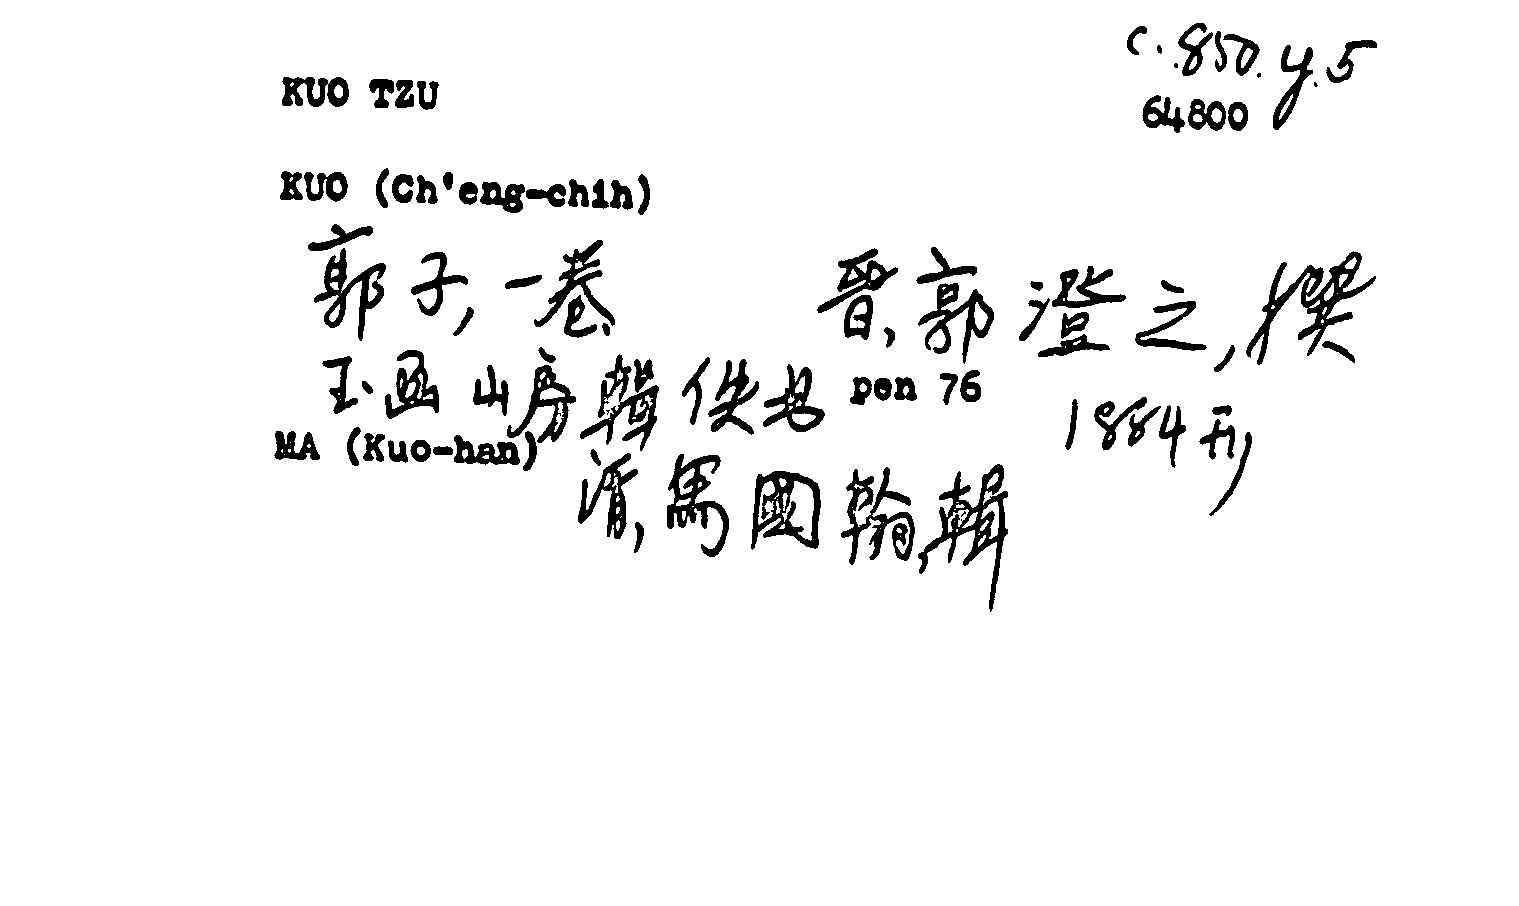 c.850.y.5
KUO TZU
64800
KUO (Ch'eng-chih)
郭子,一卷 晋,郭澄之,撰
玉函山房輯佚书 pen 76 1884刊
MA (Kuo-han)
清,馬國翰,輯